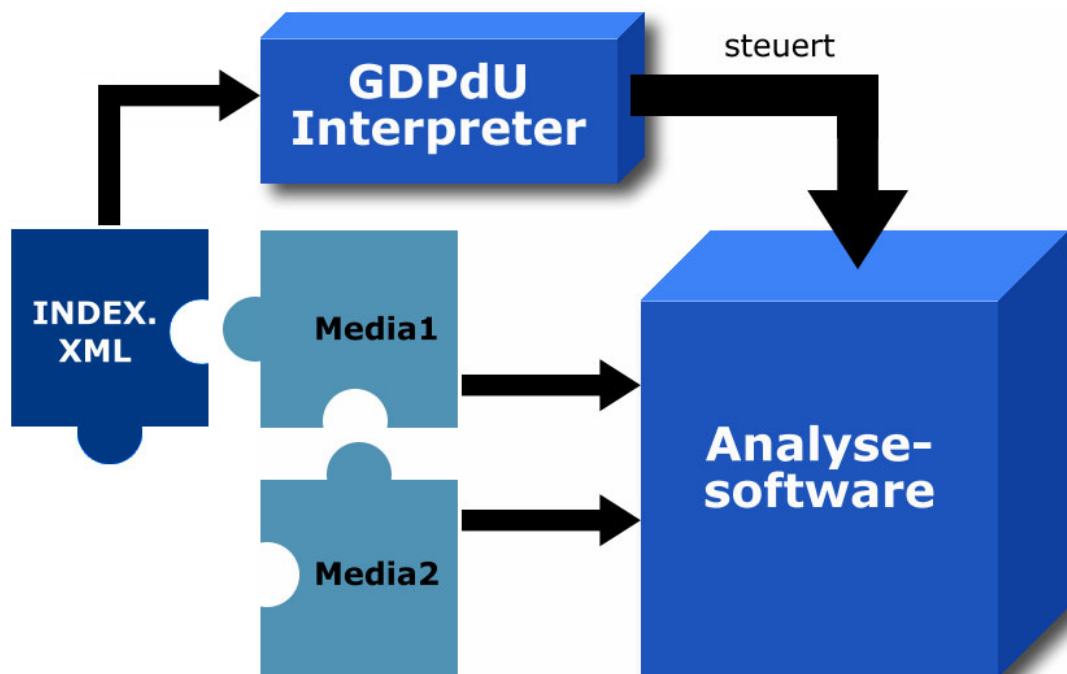 GDPdU
Interpreter
steuert
INDEX.
XML
Media1
Media2
Analyse-
software